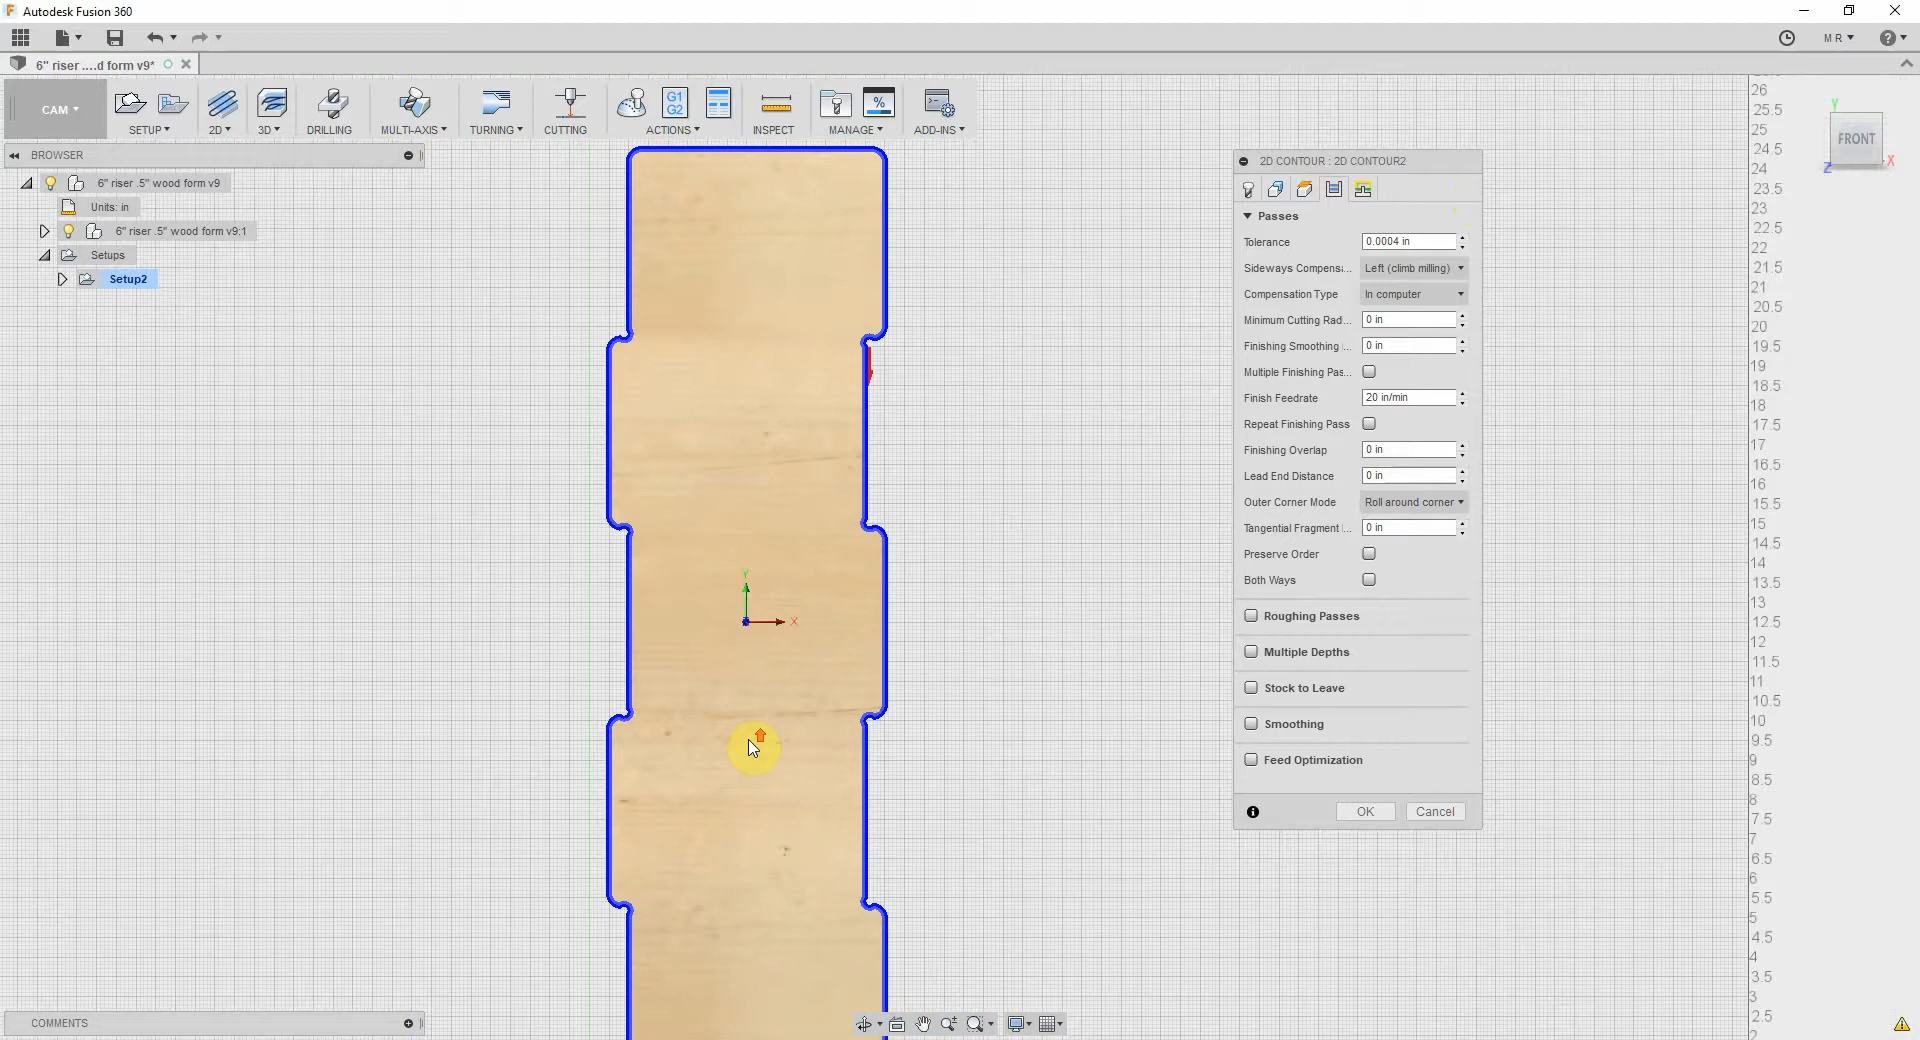 Autodesk Fusion 360
M R
6" riser ....d form v9*
CAM
SETUP
2D
3D
DRILLING
MULTI-AXIS
TURNING
CUTTING
G1
G2
ACTIONS
INSPECT
%
MANAGE
ADD-INS
BROWSER
6" riser .5" wood form v9
Units: in
6" riser .5" wood form v9:1
Setups
Setup2
Y
X
2D CONTOUR : 2D CONTOUR2
Passes
Tolerance 0.0004 in
Sideways Compensa... Left (climb milling)
Compensation Type In computer
Minimum Cutting Rad... 0 in
Finishing Smoothing ... 0 in
Multiple Finishing Pas...
Finish Feedrate 20 in/min
Repeat Finishing Pass
Finishing Overlap 0 in
Lead End Distance 0 in
Outer Corner Mode Roll around corner
Tangential Fragment ... 0 in
Preserve Order
Both Ways
Roughing Passes
Multiple Depths
Stock to Leave
Smoothing
Feed Optimization
OK Cancel
26
25.5
25
24.5
24
23.5
23
22.5
22
21.5
21
20.5
20
19.5
19
18.5
18
17.5
17
16.5
16
15.5
15
14.5
14
13.5
13
12.5
12
11.5
11
10.5
10
9.5
9
8.5
8
7.5
7
6.5
6
5.5
5
4.5
4
3.5
3
2.5
Y
FRONT
X
Z
COMMENTS